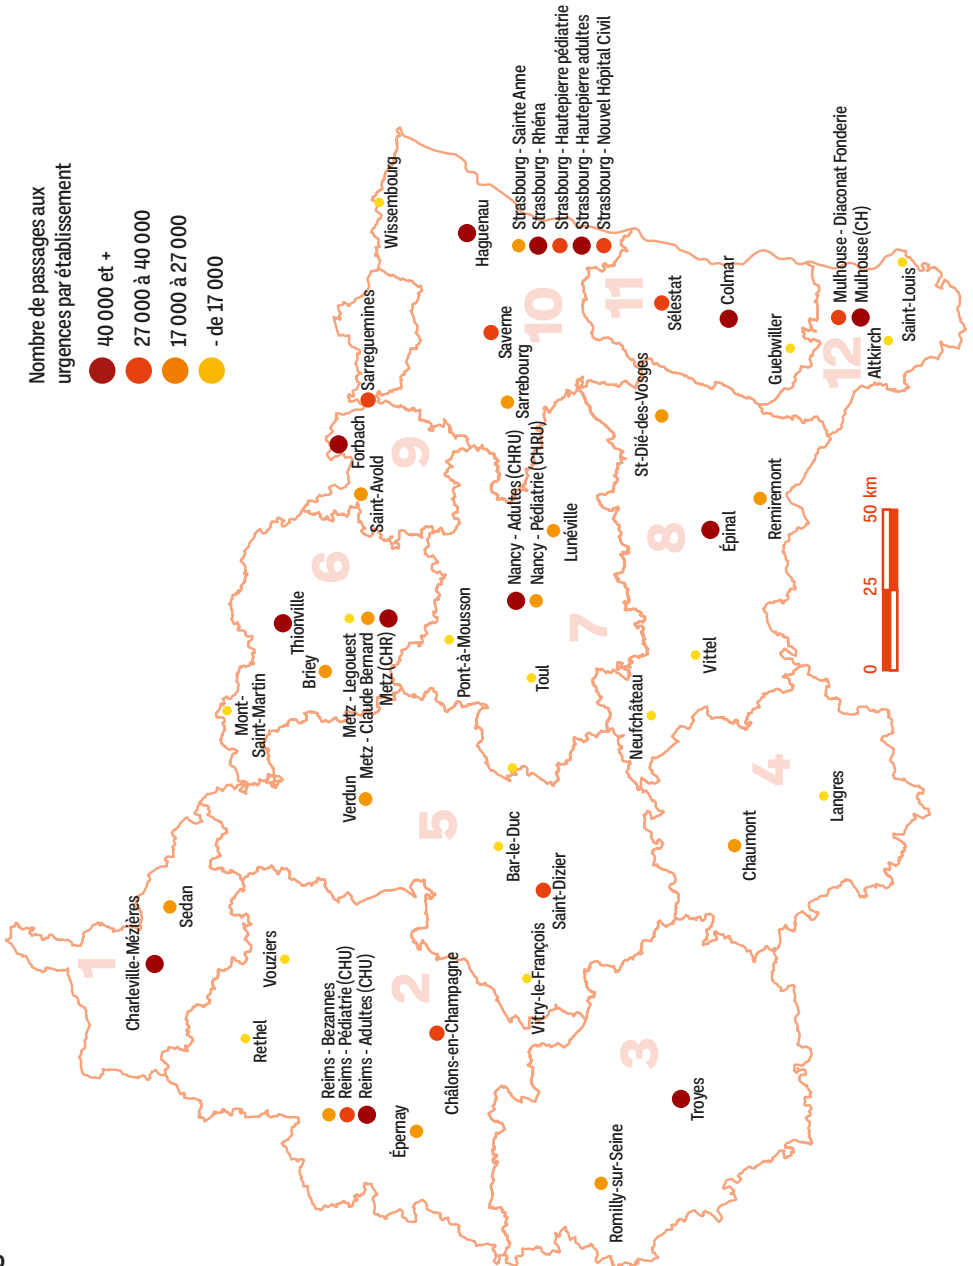 Nombre de passages aux
urgences par établissement
40 000 et +
27 000 à 40 000
17 000 à 27 000
- de 17 000
1
Charleville-Mézières
Sedan
Rethel
Vouziers
2
Reims - Bezannes
Reims - Pédiatrie (CHU)
Reims - Adultes (CHU)
Épernay
Châlons-en-Champagne
3
Romilly-sur-Seine
Troyes
4
Chaumont
Langres
5
Verdun
Bar-le-Duc
Saint-Dizier
Vitry-le-François
6
Mont-
Saint-Martin
Briey
Thionville
Metz - Legouest
Metz - Claude Bernard
Metz (CHR)
7
Pont-à-Mousson
Toul
Nancy - Adultes (CHRU)
Nancy - Pédiatrie (CHRU)
Lunéville
8
Neufchâteau
Vittel
Épinal
Remiremont
St-Dié-des-Vosges
9
Forbach
Saint-Avold
Sarreguemines
10
Wissembourg
Haguenau
Saverne
Sarrebourg
Strasbourg - Sainte Anne
Strasbourg - Rhéna
Strasbourg - Hautepierre pédiatrie
Strasbourg - Hautepierre adultes
Strasbourg - Nouvel Hôpital Civil
11
Sélestat
Colmar
Guebwiller
12
Mulhouse - Diaconat Fonderie
Mulhouse (CH)
Altkirch
Saint-Louis
0 25 50 km